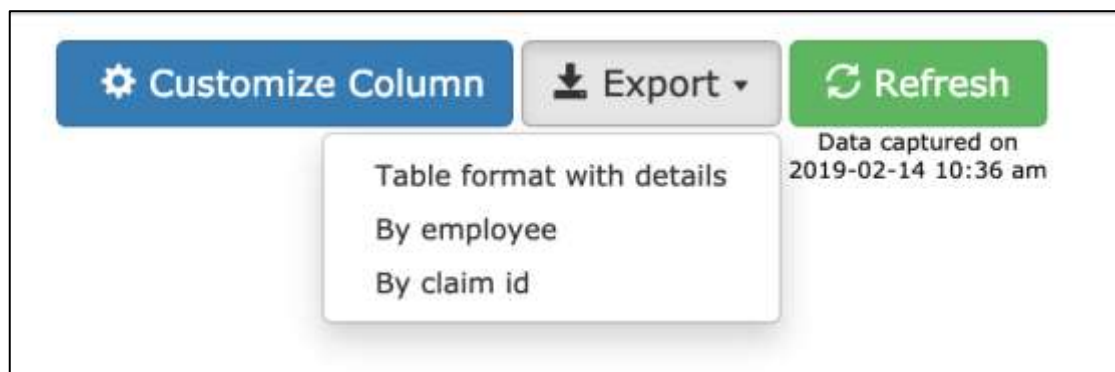 Customize Column
Export
Refresh
Data captured on
2019-02-14 10:36 am
Table format with details
By employee
By claim id